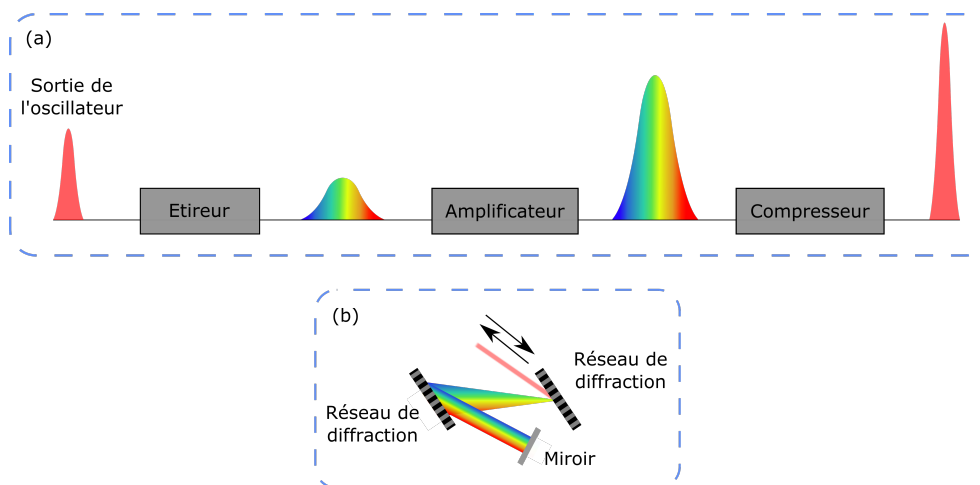 (a)
Sortie de
l'oscillateur
Etireur
Amplificateur
Compresseur
(b)
Réseau de
diffraction
Réseau de
diffraction
Miroir